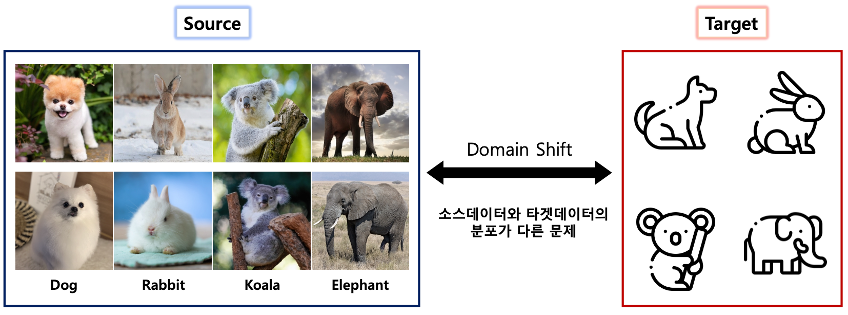 Source
Target
Domain Shift
소스데이터와 타겟데이터의
분포가 다른 문제
Dog
Rabbit
Koala
Elephant